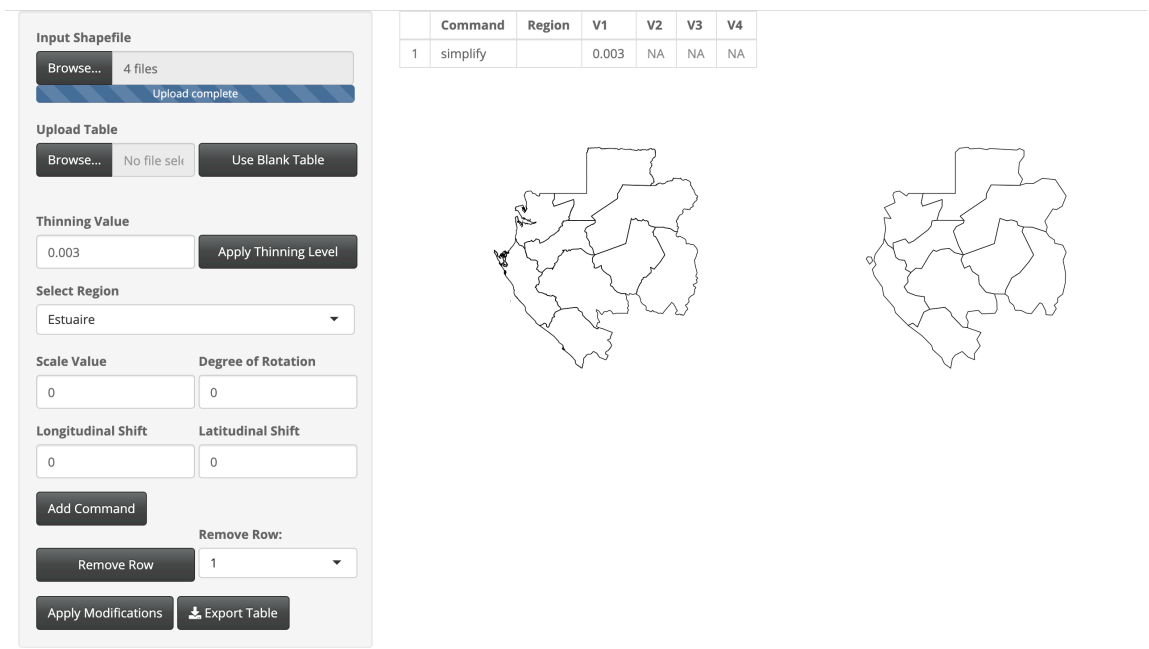 Input Shapefile
Browse... 4 files
Upload complete
Upload Table
Browse... No file sele Use Blank Table
Thinning Value
0.003 Apply Thinning Level
Select Region
Estuaire
Scale Value Degree of Rotation
0 0
Longitudinal Shift Latitudinal Shift
0 0
Add Command
Remove Row:
Remove Row 1
Apply Modifications Export Table
Command Region V1 V2 V3 V4
1 simplify 0.003 NA NA NA